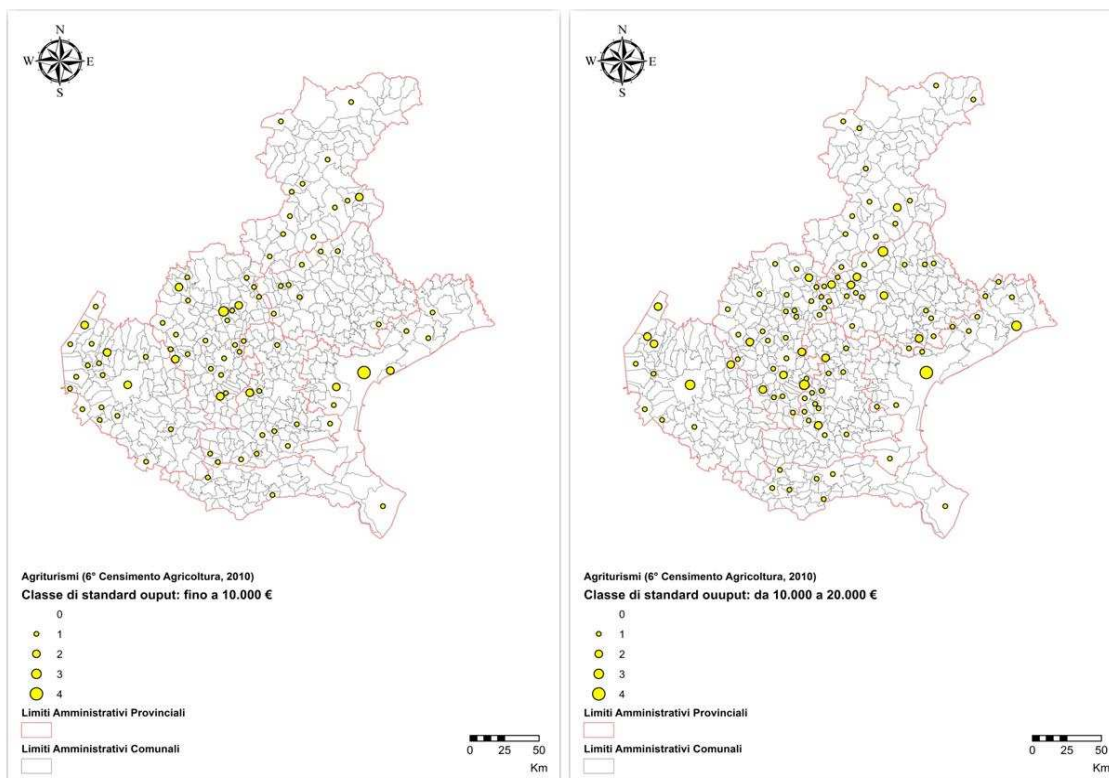 N
W E
S
Agriturismi (6° Censimento Agricoltura, 2010)
Classe di standard ouput: fino a 10.000 €
0
1
2
3
4
Limiti Amministrativi Provinciali
Limiti Amministrativi Comunali
0 25 50
Km
N
W E
S
Agriturismi (6° Censimento Agricoltura, 2010)
Classe di standard ouuput: da 10.000 a 20.000 €
0
1
2
3
4
Limiti Amministrativi Provinciali
Limiti Amministrativi Comunali
0 25 50
Km